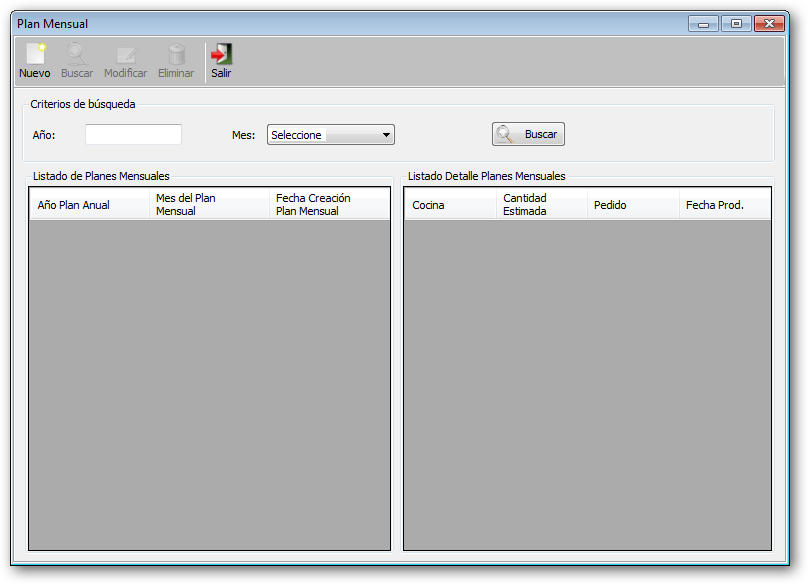 Plan Mensual
Nuevo Buscar Modificar Eliminar Salir
Criterios de búsqueda
Año: Mes: Seleccione Buscar
Listado de Planes Mensuales
Año Plan Anual
Mes del Plan
Mensual
Fecha Creación
Plan Mensual
Listado Detalle Planes Mensuales
Cocina
Cantidad
Estimada
Pedido
Fecha Prod.